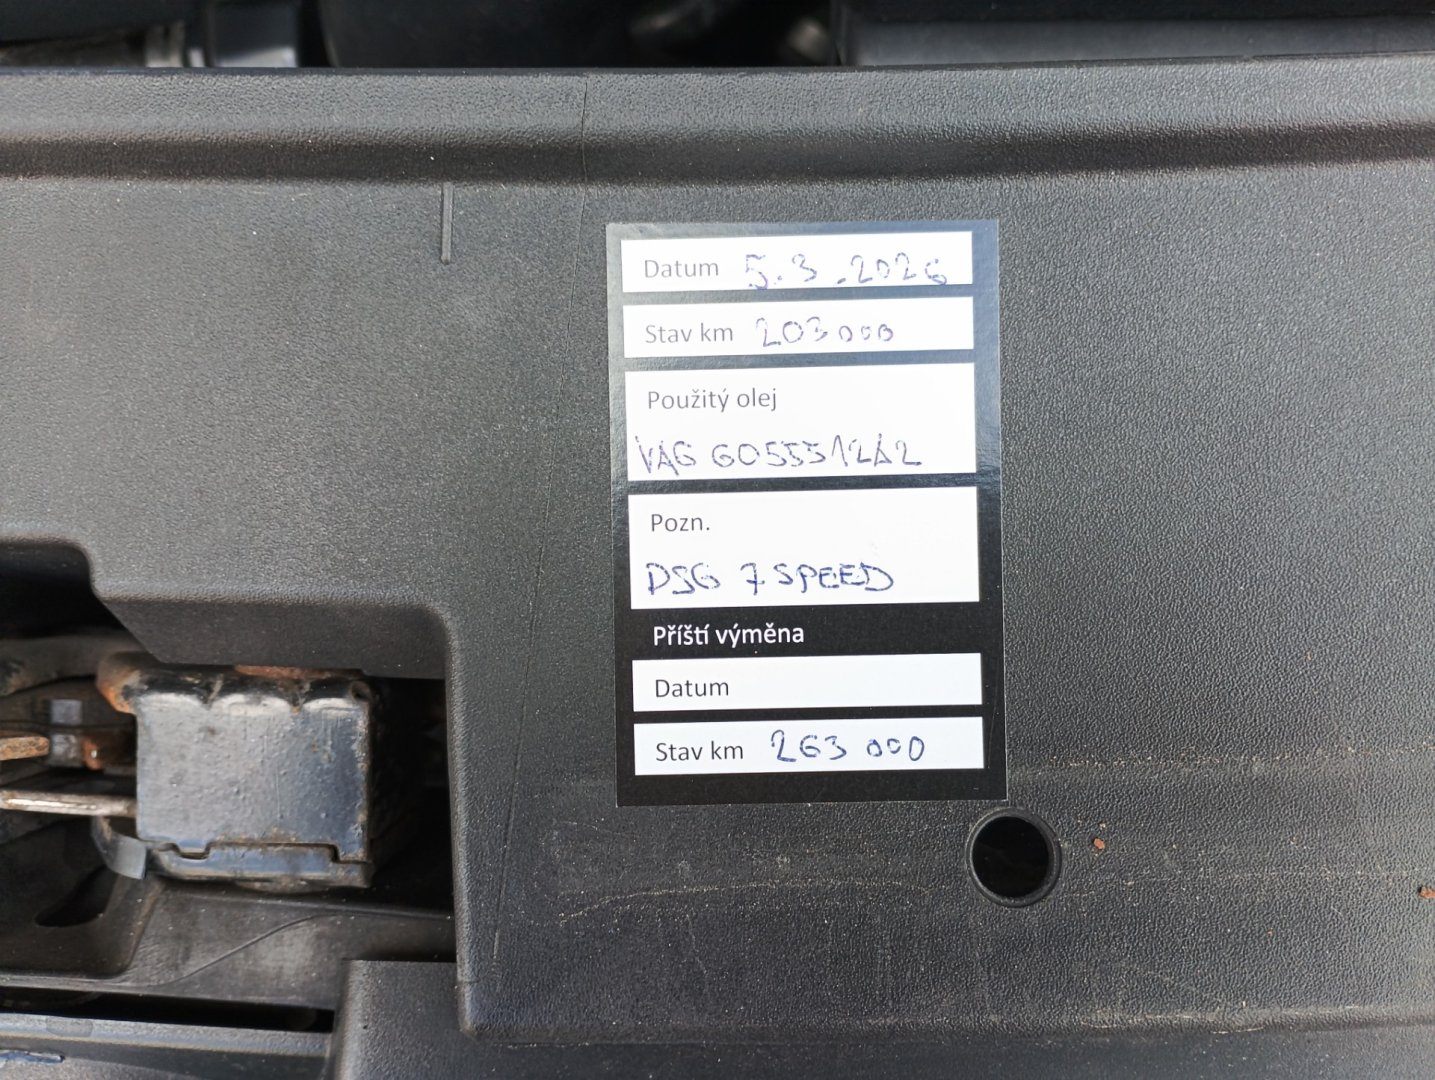 Datum 5.3.2026
Stav km 203000
Použitý olej
VAG G055512A2
Pozn.
DSG 7 SPEED
Příští výměna
Datum
Stav km 263 000